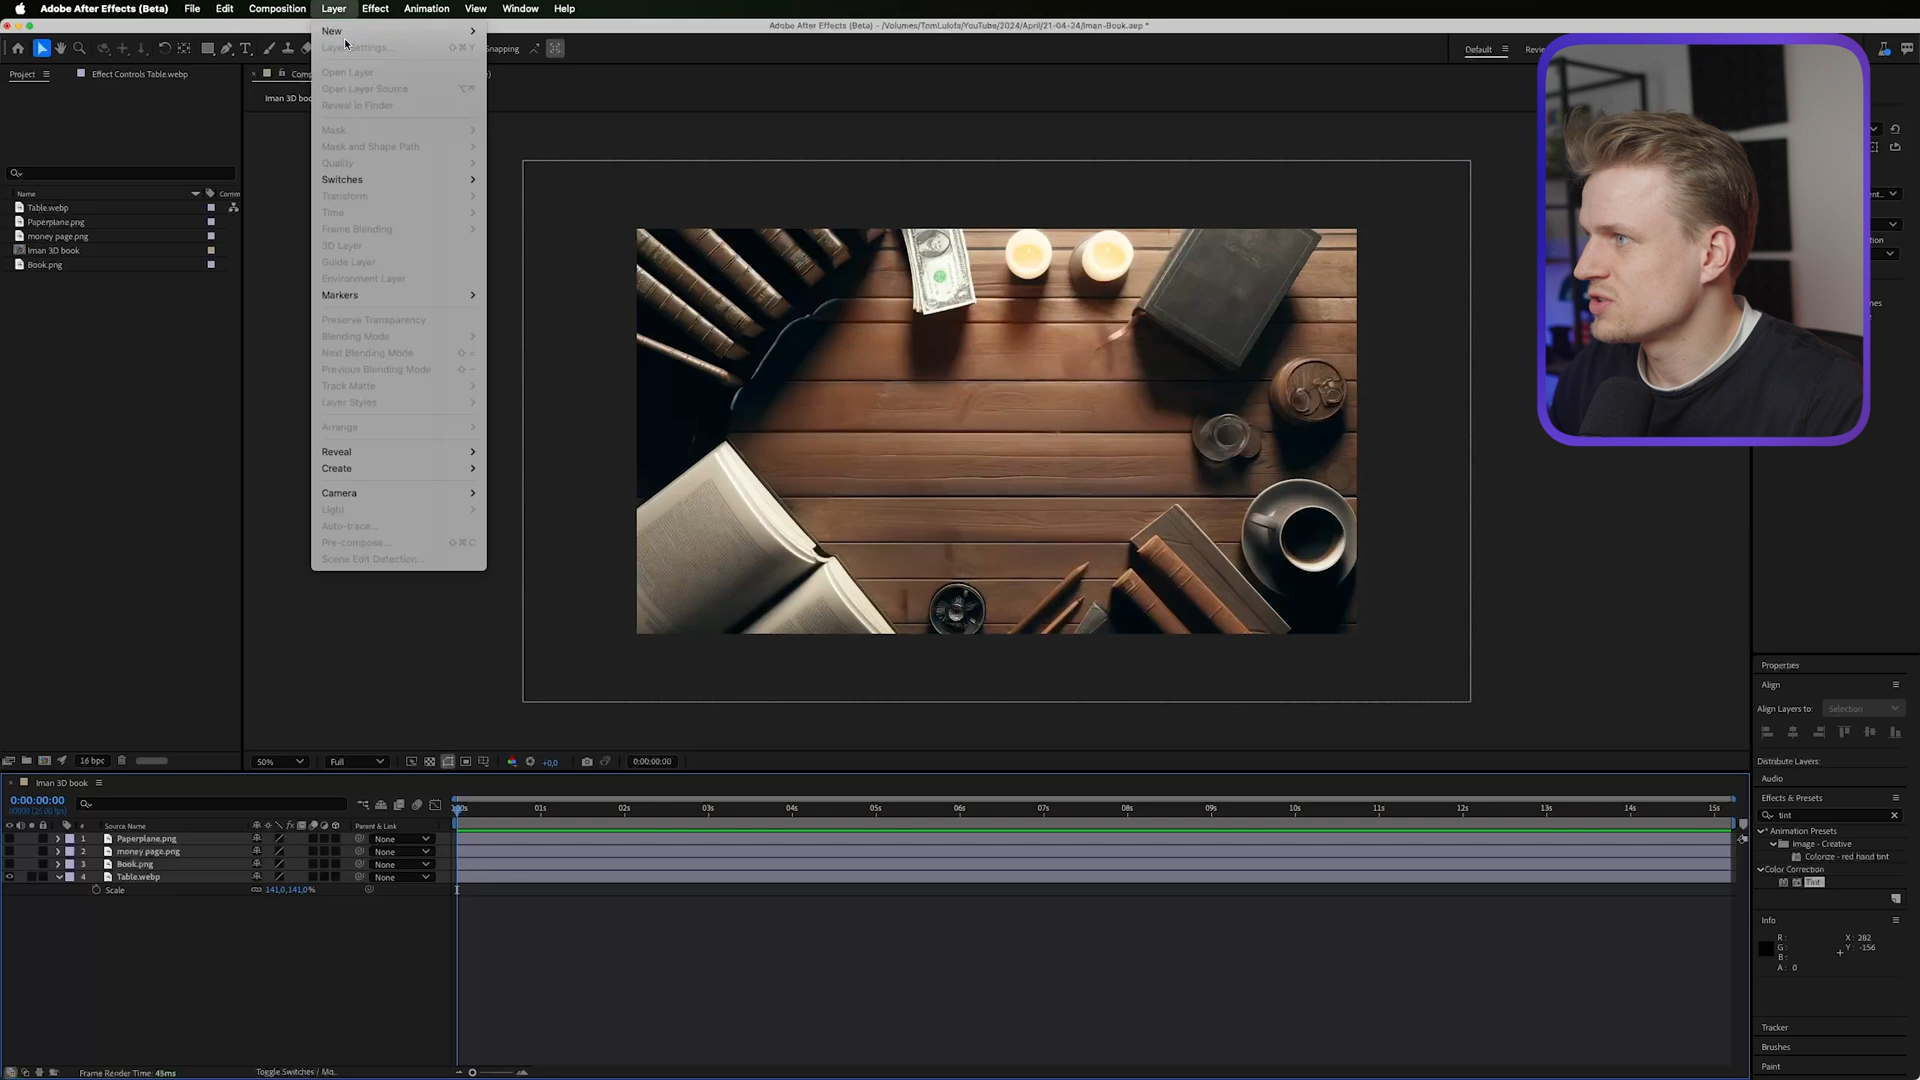 Adobe After Effects (Beta) File Edit Composition Layer Effect Animation View Window Help
Adobe After Effects (Beta) - /Volumes/TomLulofs/YouTube/2024/April/21-04-24/Iman-Book.aep *
Snapping
Default
Project
Effect Controls Table.webp
Name
Table.webp
Paperplane.png
money page.png
Iman 3D book
Book.png
New
Layer Settings...
Open Layer
Open Layer Source
Reveal in Finder
Mask
Mask and Shape Path
Quality
Switches
Transform
Time
Frame Blending
3D Layer
Guide Layer
Environment Layer
Markers
Preserve Transparency
Blending Mode
Next Blending Mode
Previous Blending Mode
Track Matte
Layer Styles
Arrange
Reveal
Create
Camera
Light
Auto-trace...
Pre-compose...
Scene Edit Detection...
16 bpc
50% Full +0,0 0:00:00:00
Properties
Align
Align Layers to: Selection
Distribute Layers:
Audio
Effects & Presets
tint
* Animation Presets
Image - Creative
Colorize - red hand tint
Color Correction
Tint
Info
R:
G:
B:
A: 0
X: 282
Y: -156
Tracker
Brushes
Paint
Iman 3D book
0:00:00:00
01s 02s 03s 04s 05s 06s 07s 08s 09s 10s 11s 12s 13s 14s 15s
Source Name Parent & Link
1 Paperplane.png None
2 money page.png None
3 Book.png None
4 Table.webp None
Scale 141,0,141,0%
Frame Render Time: 45ms
Toggle Switches / Mo...